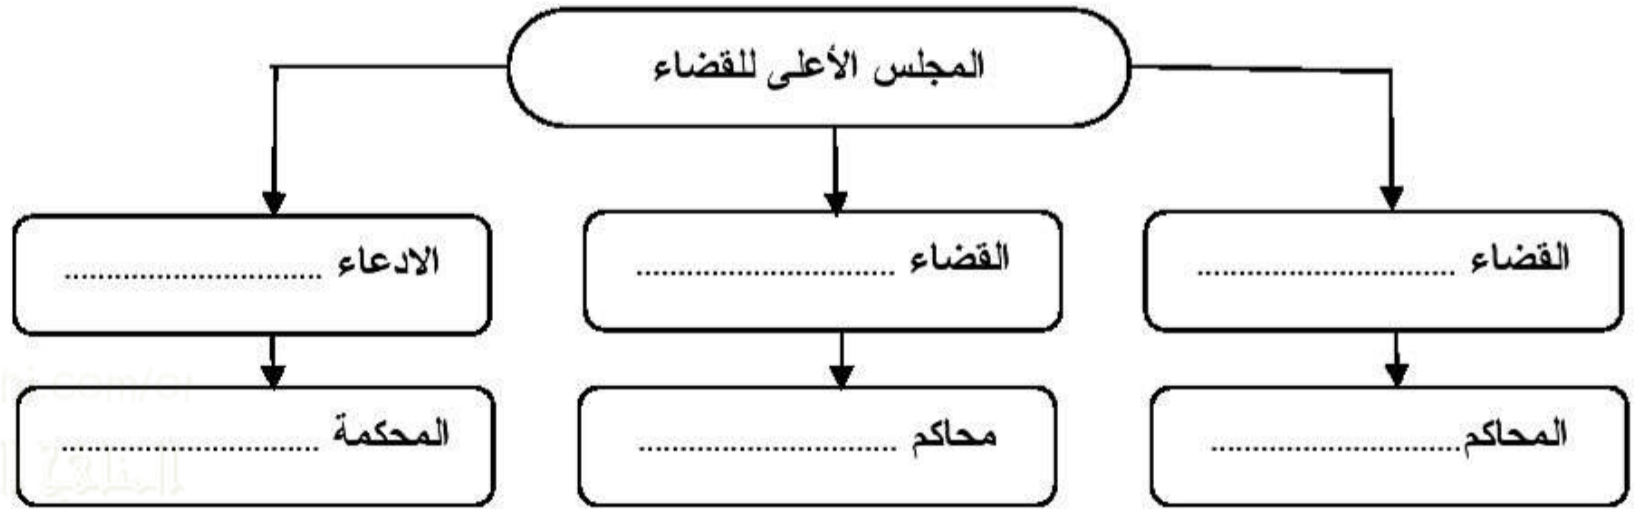 المجلس الأعلى للقضاء
القضاء ..............................
القضاء ..............................
الادعاء ..............................
المحاكم..............................
محاكم ..............................
المحكمة ..............................